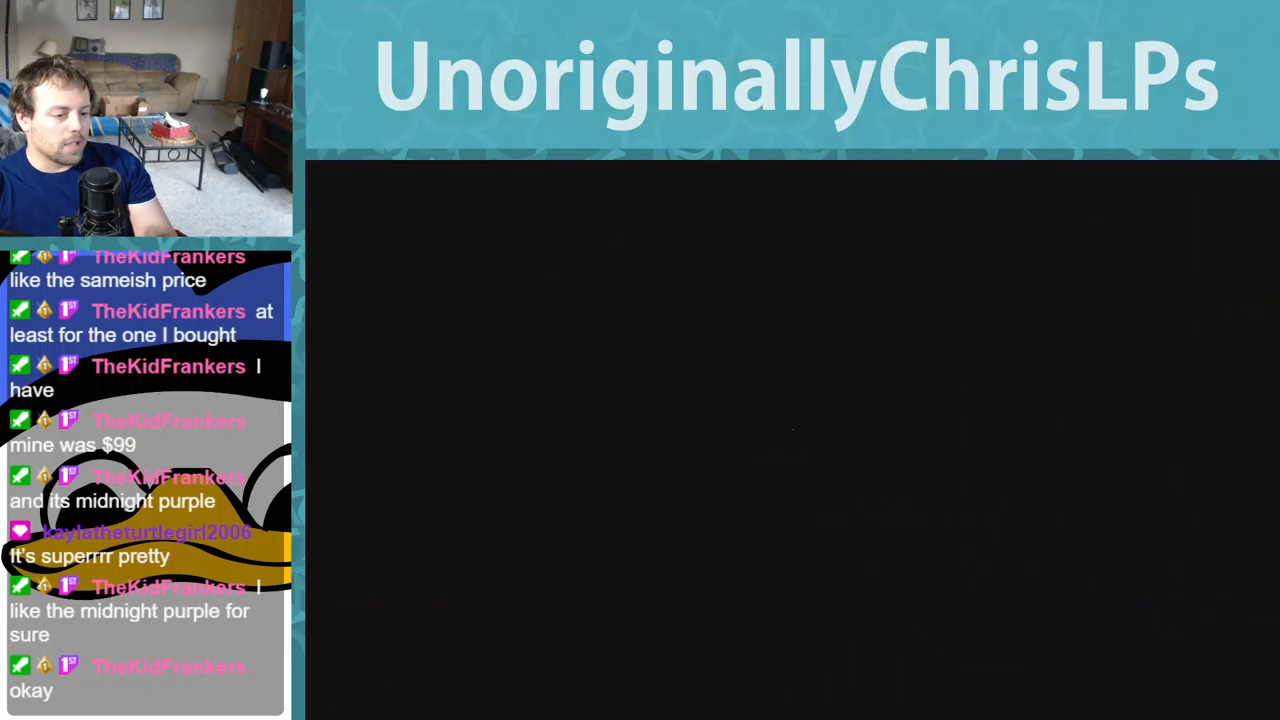 UnoriginallyChrisLPs
TheKidFrankers
like the sameish price
TheKidFrankers at
least for the one I bought
TheKidFrankers I
have
TheKidFrankers
mine was $99
TheKidFrankers
and its midnight purple
kaylatheturtlegirl2006
It's superrrr pretty
TheKidFrankers I
like the midnight purple for
sure
TheKidFrankers
okay